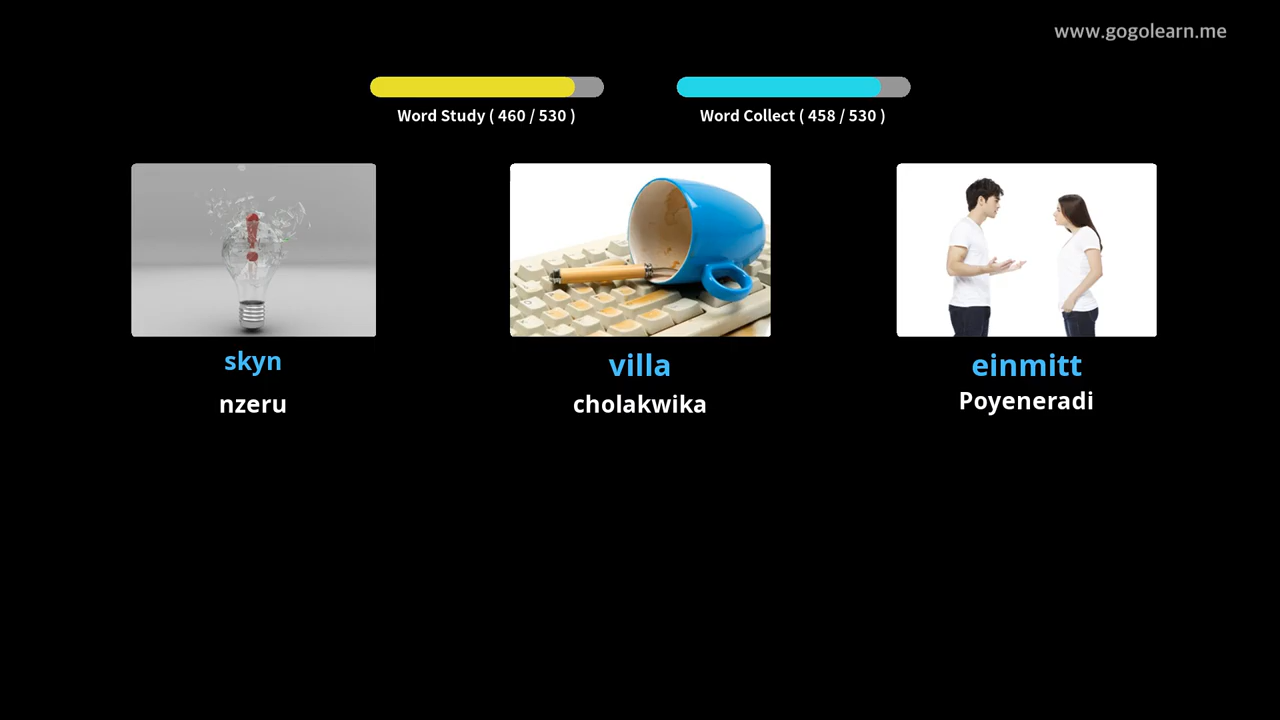 www.gogolearn.me
Word Study ( 460 / 530 )
Word Collect ( 458 / 530 )
skyn
villa
einmitt
nzeru
cholakwika
Poyeneradi